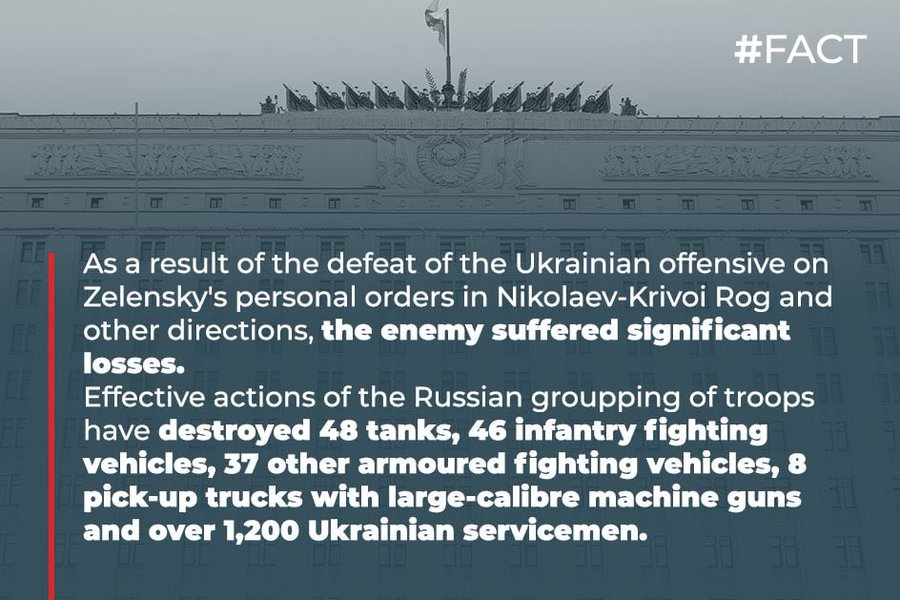 #FACT
As a result of the defeat of the Ukrainian offensive on
Zelensky's personal orders in Nikolaev-Krivoi Rog and
other directions, the enemy suffered significant
losses.
Effective actions of the Russian groupping of troops
have destroyed 48 tanks, 46 infantry fighting
vehicles, 37 other armoured fighting vehicles, 8
pick-up trucks with large-calibre machine guns
and over 1,200 Ukrainian servicemen.